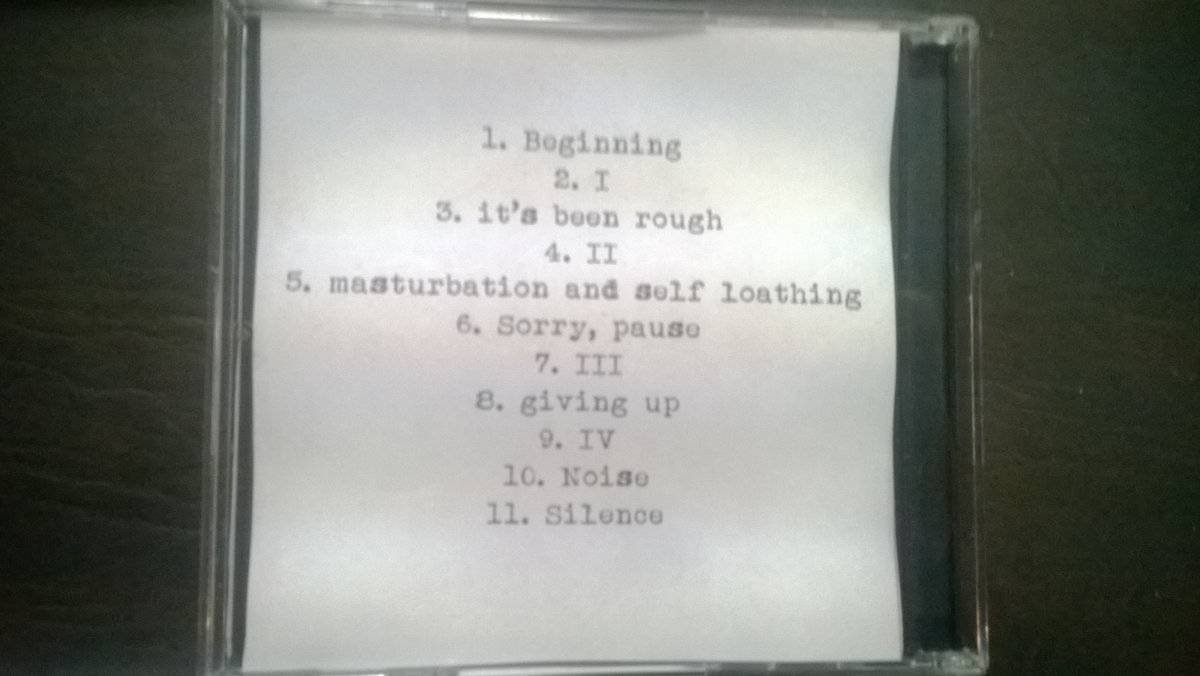 1. Beginning
2. I
3. it's been rough
4. II
5. masturbation and self loathing
6. Sorry, pause
7. III
8. giving up
9. IV
10. Noise
11. Silence